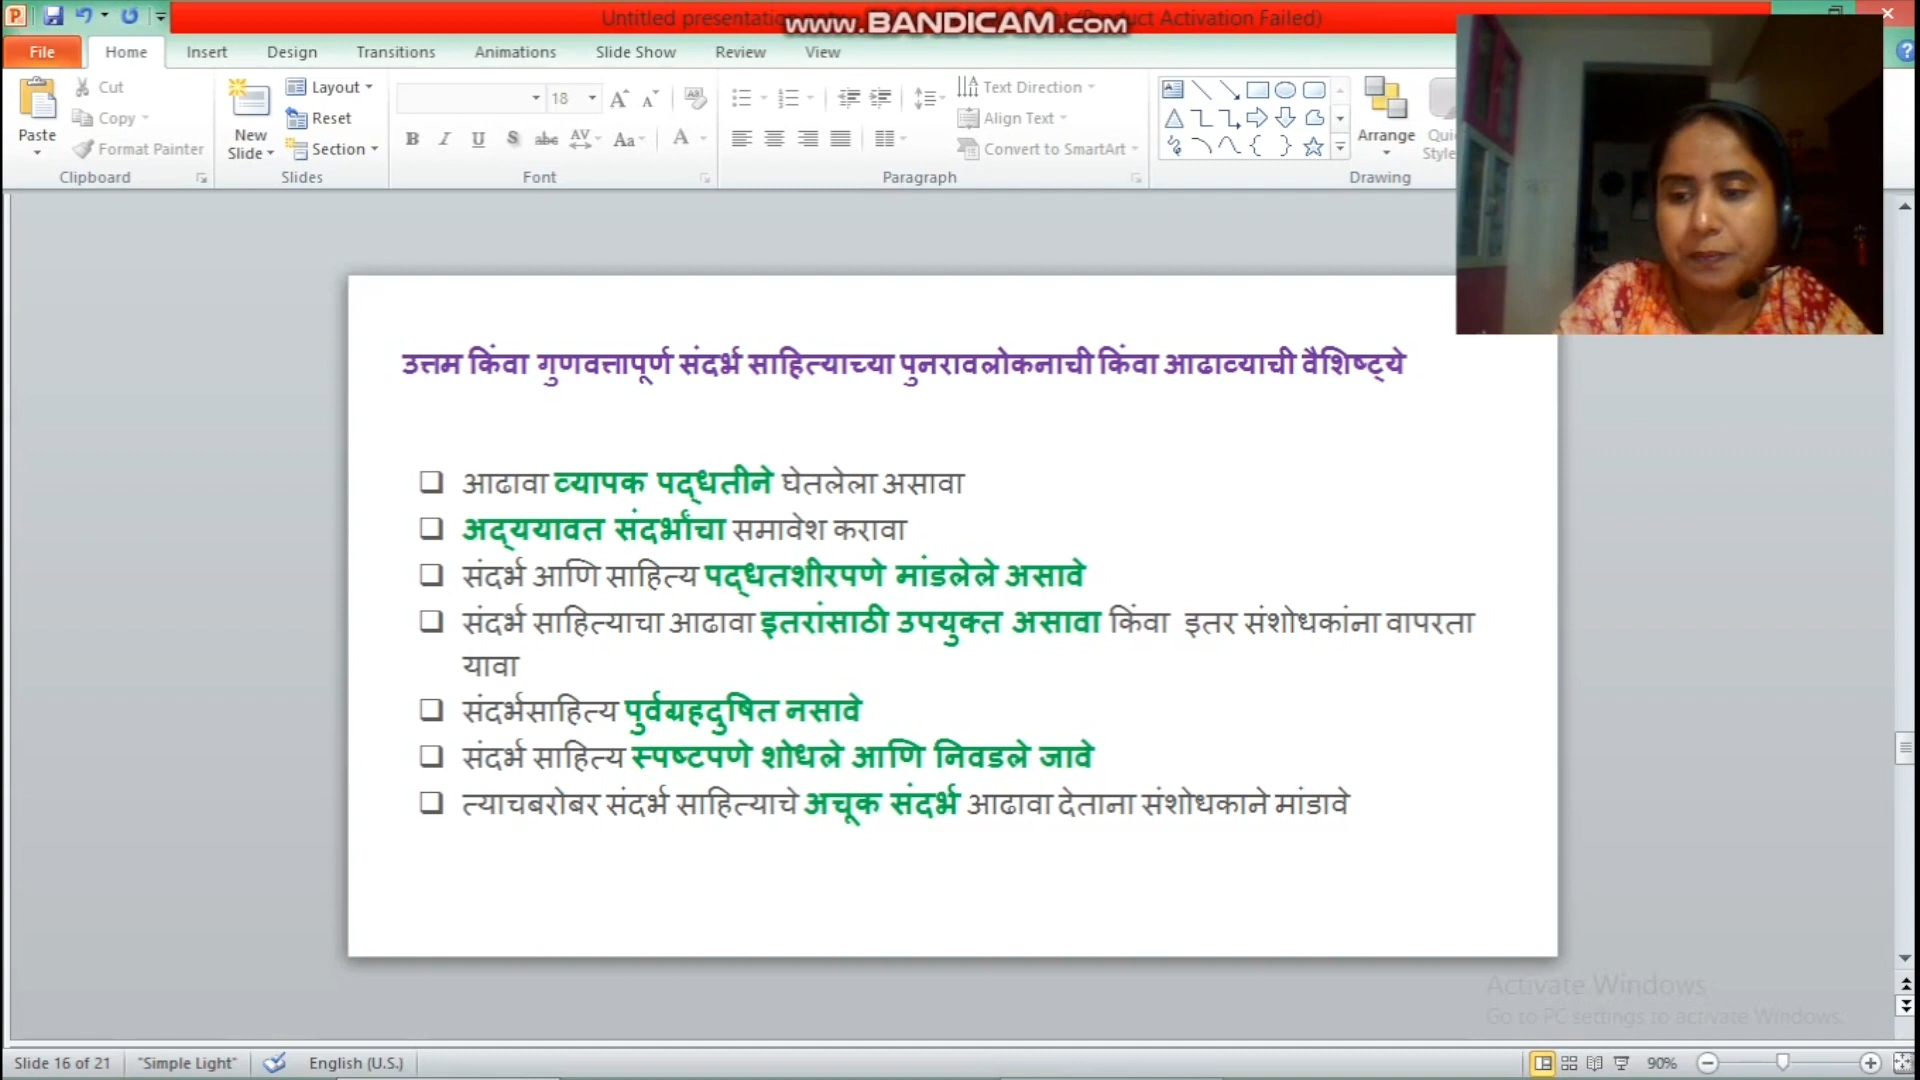 Untitled presentation
(Product Activation Failed)
www.BANDICAM.com
File Home Insert Design Transitions Animations Slide Show Review View
Paste
Cut
Copy
Format Painter
Clipboard
New Slide
Layout
Reset
Section
Slides
18
Font
Text Direction
Align Text
Convert to SmartArt
Paragraph
Arrange
Drawing
उत्तम किंवा गुणवत्तापूर्ण संदर्भ साहित्याच्या पुनरावलोकनाची किंवा आढाव्याची वैशिष्ट्ये
आढावा व्यापक पद्धतीने घेतलेला असावा
अद्ययावत संदर्भांचा समावेश करावा
संदर्भ आणि साहित्य पद्धतशीरपणे मांडलेले असावे
संदर्भ साहित्याचा आढावा इतरांसाठी उपयुक्त असावा किंवा इतर संशोधकांना वापरता
यावा
संदर्भसाहित्य पुर्वग्रहदुषित नसावे
संदर्भ साहित्य स्पष्टपणे शोधले आणि निवडले जावे
त्याचबरोबर संदर्भ साहित्याचे अचूक संदर्भ आढावा देताना संशोधकाने मांडावे
Activate Windows
Go to PC settings to activate Windows.
Slide 16 of 21 "Simple Light" English (U.S.) 90%